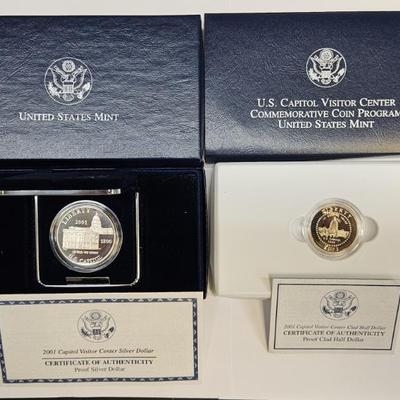 UNITED STATES MINT
U.S. CAPITOL VISITOR CENTER
COMMEMORATIVE COIN PROGRAM
UNITED STATES MINT
LIBERTY
2001
1800
LIBERTY
2001 Capitol Visitor Center Silver Dollar
CERTIFICATE OF AUTHENTICITY
Proof Silver Dollar
2001 Capitol Visitor Center Clad Half Dollar
CERTIFICATE OF AUTHENTICITY
Proof Clad Half Dollar